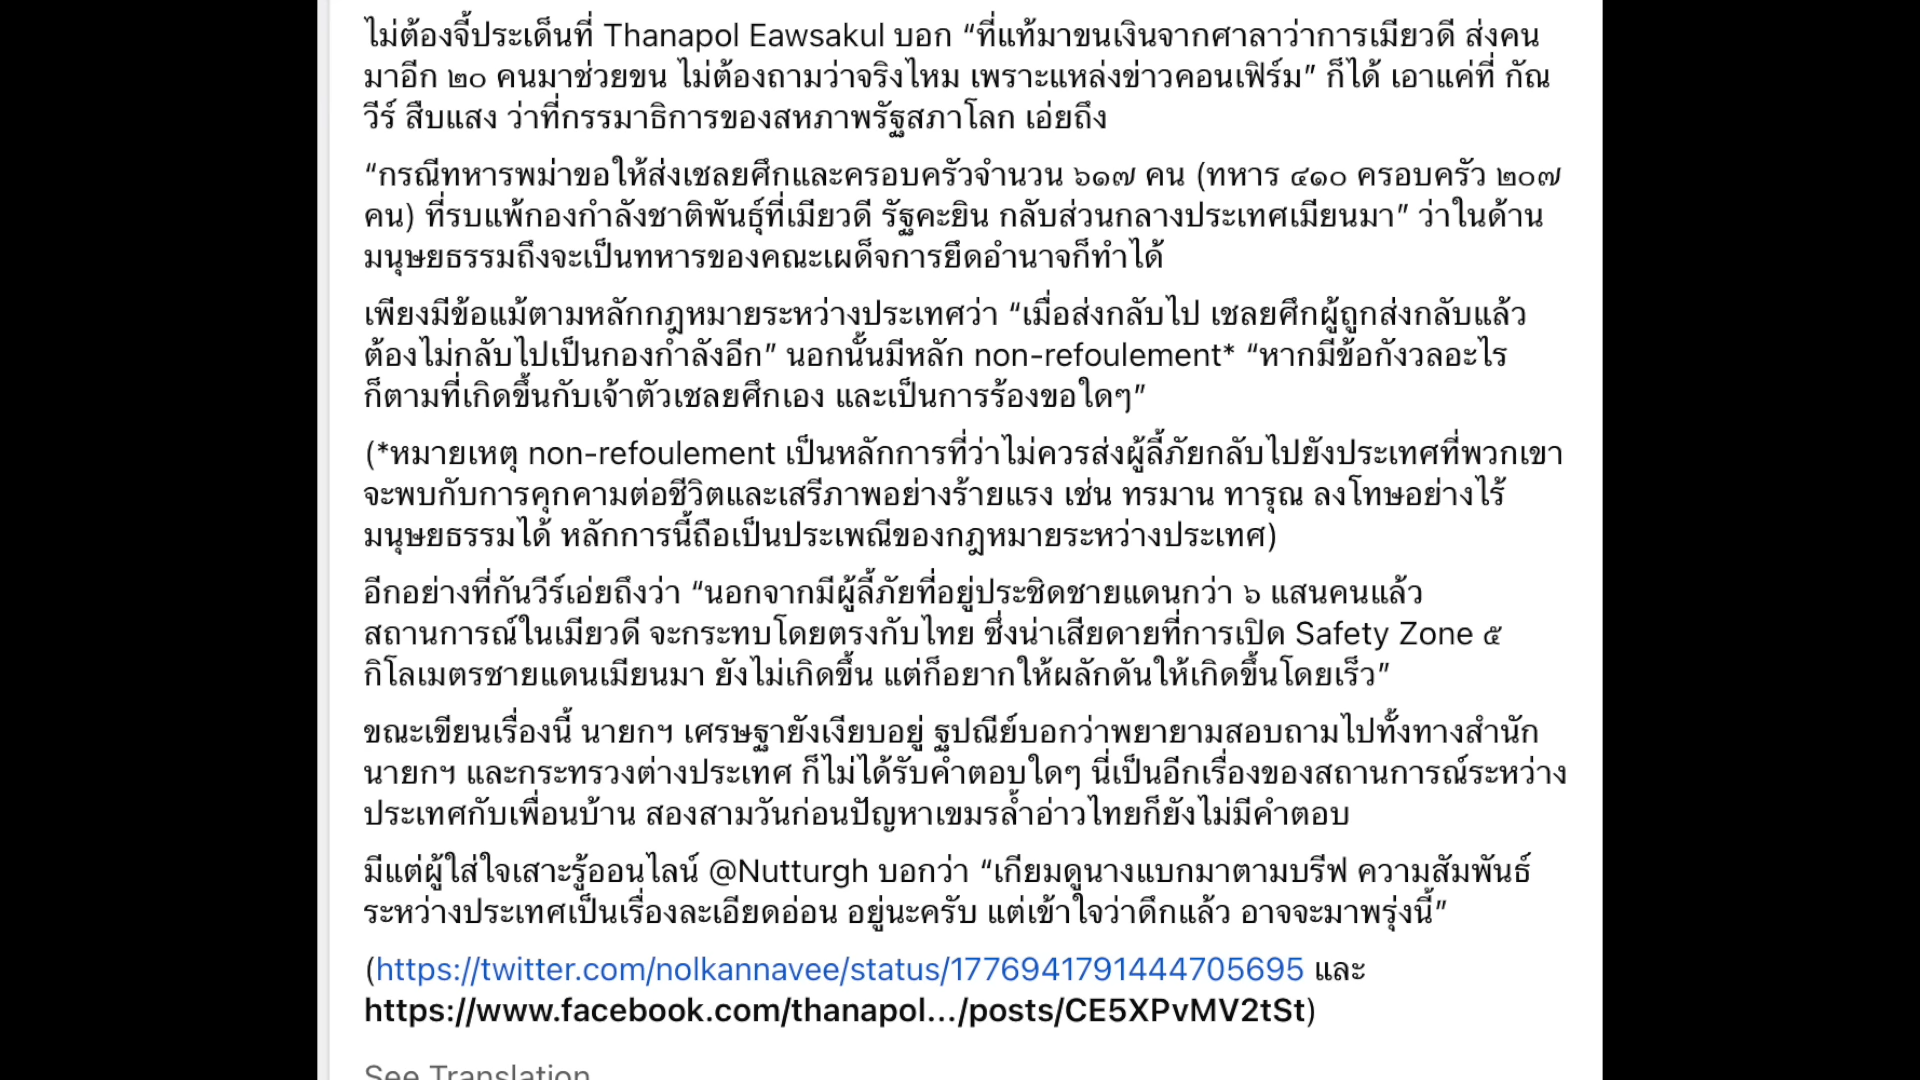 ไม่ต้องจี้ประเด็นที่ Thanapol Eawsakul บอก “ที่แท้มาขนเงินจากศาลาว่าการเมียวดี ส่งคน
มาอีก ๒๐ คนมาช่วยขน ไม่ต้องถามว่าจริงไหม เพราะแหล่งข่าวคอนเฟิร์ม” ก็ได้ เอาแค่ที่ กัณ
วีร์ สืบแสง ว่าที่กรรมาธิการของสหภาพรัฐสภาโลก เอ่ยถึง
“กรณีทหารพม่าขอให้ส่งเชลยศึกและครอบครัวจำนวน ๖๑๗ คน (ทหาร ๔๑๐ ครอบครัว ๒๐๗
คน) ที่รบแพ้กองกำลังชาติพันธุ์ที่เมียวดี รัฐคะยิน กลับส่วนกลางประเทศเมียนมา” ว่าในด้าน
มนุษยธรรมถึงจะเป็นทหารของคณะเผด็จการยึดอำนาจก็ทำได้
เพียงมีข้อแม้ตามหลักกฎหมายระหว่างประเทศว่า “เมื่อส่งกลับไป เชลยศึกผู้ถูกส่งกลับแล้ว
ต้องไม่กลับไปเป็นกองกำลังอีก” นอกนั้นมีหลัก non-refoulement* “หากมีข้อกังวลอะไร
ก็ตามที่เกิดขึ้นกับเจ้าตัวเชลยศึกเอง และเป็นการร้องขอใดๆ”
(*หมายเหตุ non-refoulement เป็นหลักการที่ว่าไม่ควรส่งผู้ลี้ภัยกลับไปยังประเทศที่พวกเขา
จะพบกับการคุกคามต่อชีวิตและเสรีภาพอย่างร้ายแรง เช่น ทรมาน ทารุณ ลงโทษอย่างไร้
มนุษยธรรมได้ หลักการนี้ถือเป็นประเพณีของกฎหมายระหว่างประเทศ)
อีกอย่างที่กันวีร์เอ่ยถึงว่า “นอกจากมีผู้ลี้ภัยที่อยู่ประชิดชายแดนกว่า ๖ แสนคนแล้ว
สถานการณ์ในเมียวดี จะกระทบโดยตรงกับไทย ซึ่งน่าเสียดายที่การเปิด Safety Zone ๕
กิโลเมตรชายแดนเมียนมา ยังไม่เกิดขึ้น แต่ก็อยากให้ผลักดันให้เกิดขึ้นโดยเร็ว”
ขณะเขียนเรื่องนี้ นายกฯ เศรษฐายังเงียบอยู่ ฐปณีย์บอกว่าพยายามสอบถามไปทั้งทางสำนัก
นายกฯ และกระทรวงต่างประเทศ ก็ไม่ได้รับคำตอบใดๆ นี่เป็นอีกเรื่องของสถานการณ์ระหว่าง
ประเทศกับเพื่อนบ้าน สองสามวันก่อนปัญหาเขมรล้ำอ่าวไทยก็ยังไม่มีคำตอบ
มีแต่ผู้ใส่ใจเสาะรู้ออนไลน์ @Nutturgh บอกว่า “เกียมดูนางแบกมาตามบรีฟ ความสัมพันธ์
ระหว่างประเทศเป็นเรื่องละเอียดอ่อน อยู่นะครับ แต่เข้าใจว่าดึกแล้ว อาจจะมาพรุ่งนี้”
(https://twitter.com/nolkannavee/status/1776941791444705695 และ
https://www.facebook.com/thanapol.../posts/CE5XPvMV2tSt)
See Translation